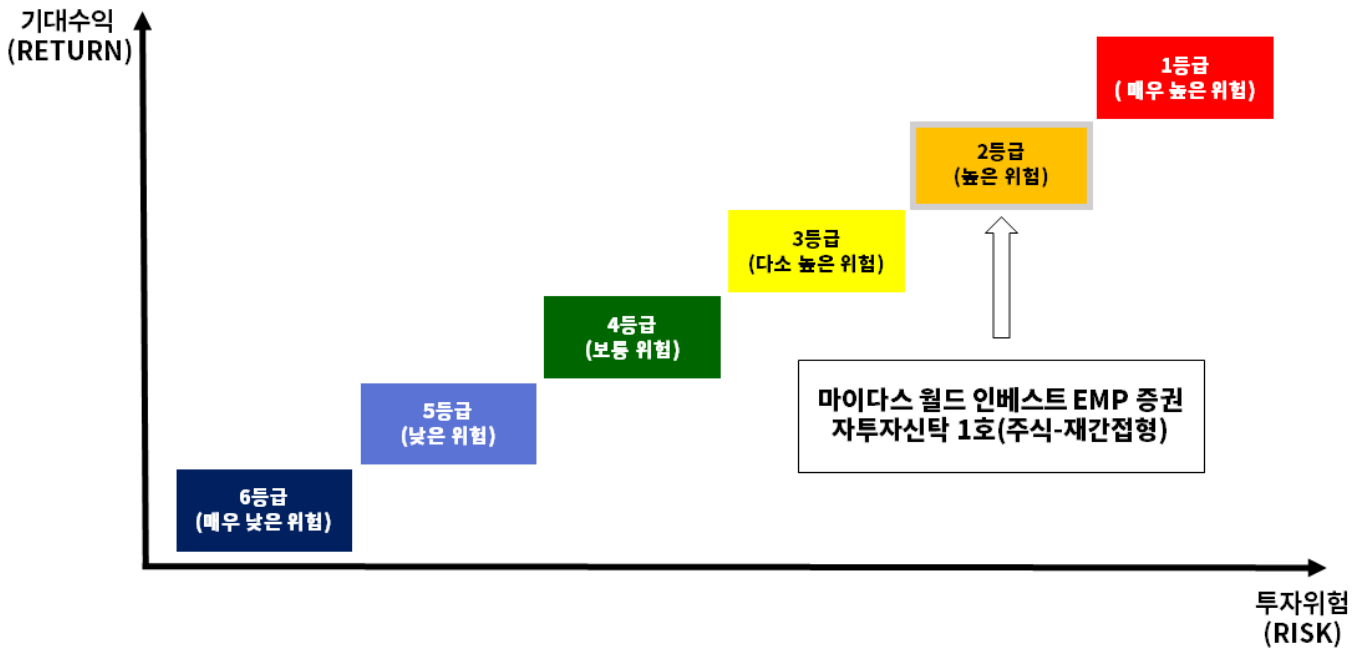 기대수익
(RETURN)
1등급
( 매우 높은 위험)
2등급
(높은 위험)
3등급
(다소 높은 위험)
4등급
(보통 위험)
5등급
(낮은 위험)
6등급
(매우 낮은 위험)
마이다스 월드 인베스트 EMP 증권
자투자신탁 1호(주식-재간접형)
투자위험
(RISK)